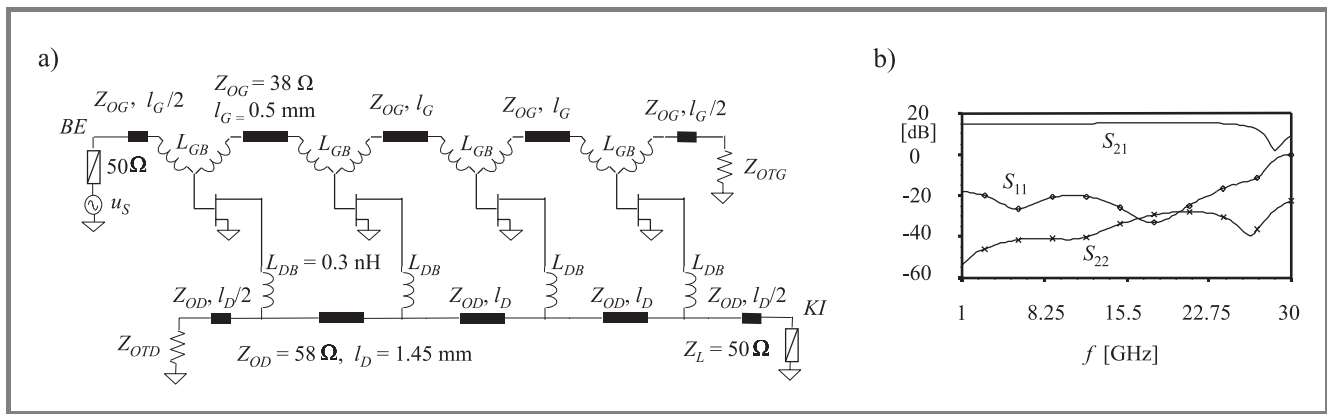 a)
Z_OG, l_G/2
Z_OG = 38 Ω
l_G = 0.5 mm
Z_OG, l_G
Z_OG, l_G
Z_OG, l_G/2
BE
L_GB
L_GB
L_GB
L_GB
50Ω
u_S
Z_OTG
L_DB = 0.3 nH
L_DB
L_DB
L_DB
Z_OD, l_D/2
Z_OD, l_D
Z_OD, l_D
Z_OD, l_D/2
KI
Z_OTD
Z_OD = 58 Ω, l_D = 1.45 mm
Z_L = 50Ω
b)
20
[dB]
0
-20
-40
-60
S_21
S_11
S_22
1 8.25 15.5 22.75 30
f [GHz]